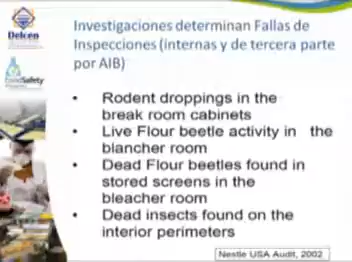 Delcen
FoodSafety
Investigaciones determinan Fallas de
Inspecciones (internas y de tercera parte
por AIB)
• Rodent droppings in the
break room cabinets
• Live Flour beetle activity in the
blancher room
• Dead Flour beetles found in
stored screens in the
bleacher room
• Dead insects found on the
interior perimeters
Nestle USA Audit, 2002